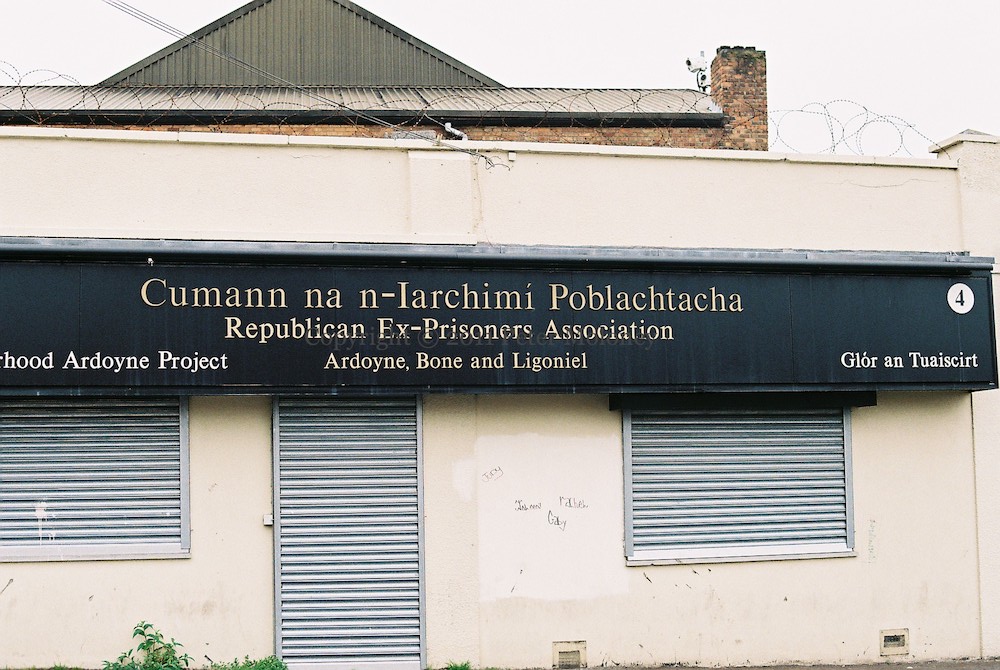 Cumann na n-Iarchimí Poblachtacha
4
Republican Ex-Prisoners Association
rhood Ardoyne Project
Ardoyne, Bone and Ligoniel
Glór an Tuaiscirt
Gaby